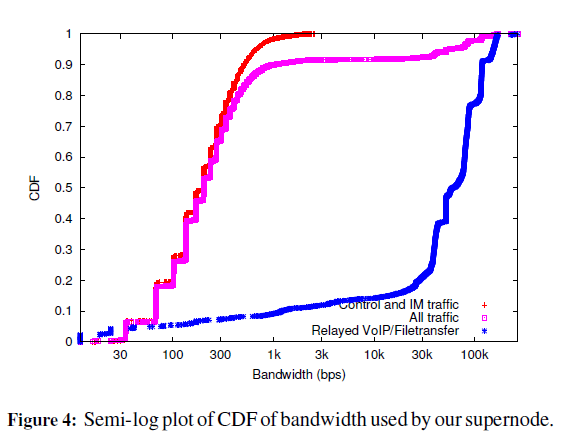 1
0.9
0.8
0.7
0.6
0.5
0.4
0.3
0.2
0.1
0
CDF
Control and IM traffic
All traffic
Relayed VoIP/Filetransfer
30 100 300 1k 3k 10k 30k 100k
Bandwidth (bps)
Figure 4: Semi-log plot of CDF of bandwidth used by our supernode.